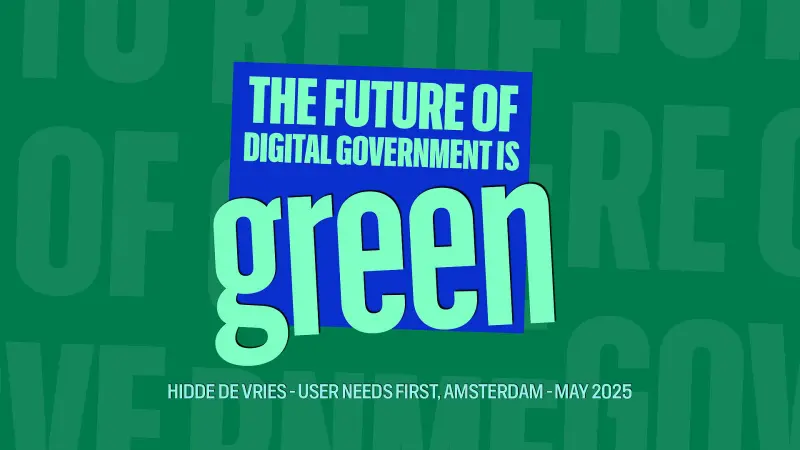 THE FUTURE OF
DIGITAL GOVERNMENT IS
green
HIDDE DE VRIES - USER NEEDS FIRST, AMSTERDAM - MAY 2025